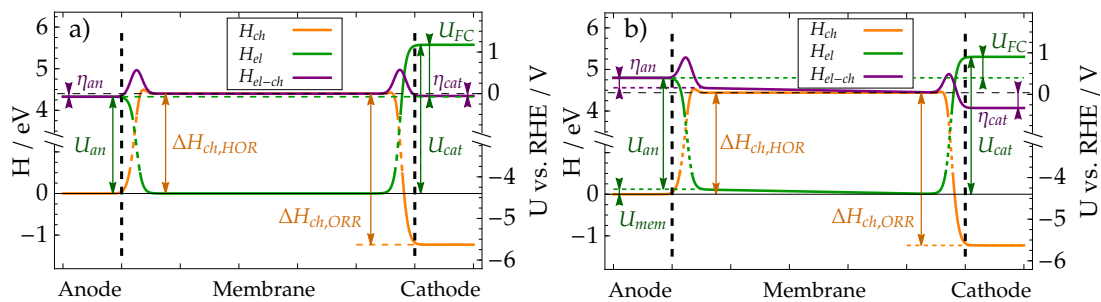 a)
H_ch
H_el
H_el−ch
U_FC
η_an
η_cat
U_an
ΔH_ch,HOR
U_cat
ΔH_ch,ORR
H / eV
6
5
4
0
−1
U vs. RHE / V
1
0
−4
−5
−6
Anode
Membrane
Cathode
b)
H_ch
H_el
H_el−ch
U_FC
η_an
η_cat
U_an
ΔH_ch,HOR
U_cat
U_mem
ΔH_ch,ORR
H / eV
6
5
4
0
−1
U vs. RHE / V
1
0
−4
−5
−6
Anode
Membrane
Cathode